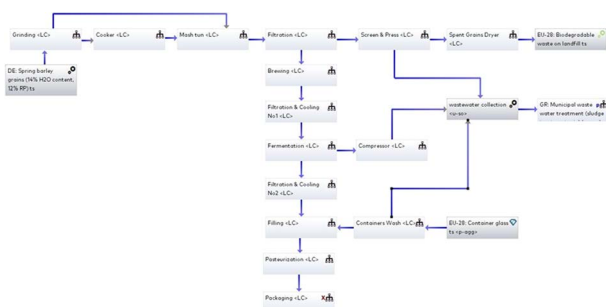 Grinding <LC>
Cooker <LC>
Mash tun <LC>
Filtration <LC>
Screen & Press <LC>
Spent Grains Dryer
<LC>
EU-28: Biodegradable
waste on landfill ts
DE: Spring barley
grains (14% H2O content,
12% RP) ts
Brewing <LC>
Filtration & Cooling
No1 <LC>
wastewater collection
<u-so>
GR: Municipal waste
water treatment (sludge
Fermentation <LC>
Compressor <LC>
Filtration & Cooling
No2 <LC>
Filling <LC>
Containers Wash <LC>
EU-28: Container glass
ts <p-agg>
Pasteurization <LC>
Packaging <LC>
X